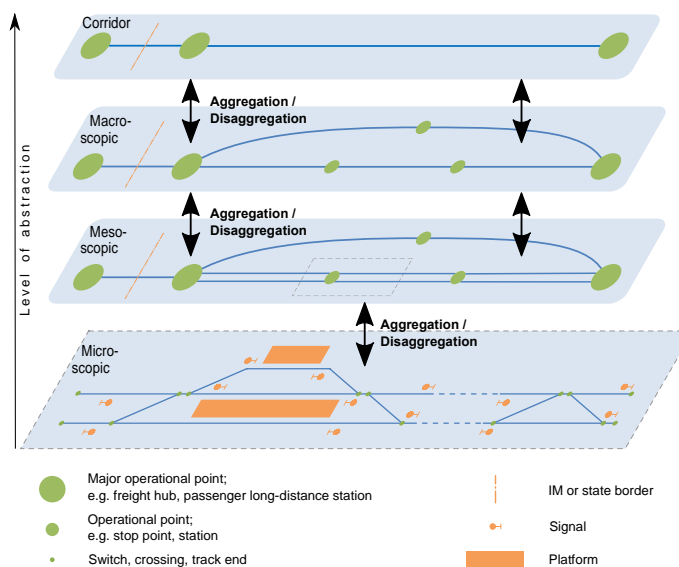 Corridor
Aggregation /
Disaggregation
Macro-
scopic
Aggregation /
Disaggregation
Meso-
scopic
Aggregation /
Disaggregation
Micro-
scopic
Level of abstraction
Major operational point;
e.g. freight hub, passenger long-distance station
Operational point;
e.g. stop point, station
Switch, crossing, track end
IM or state border
Signal
Platform